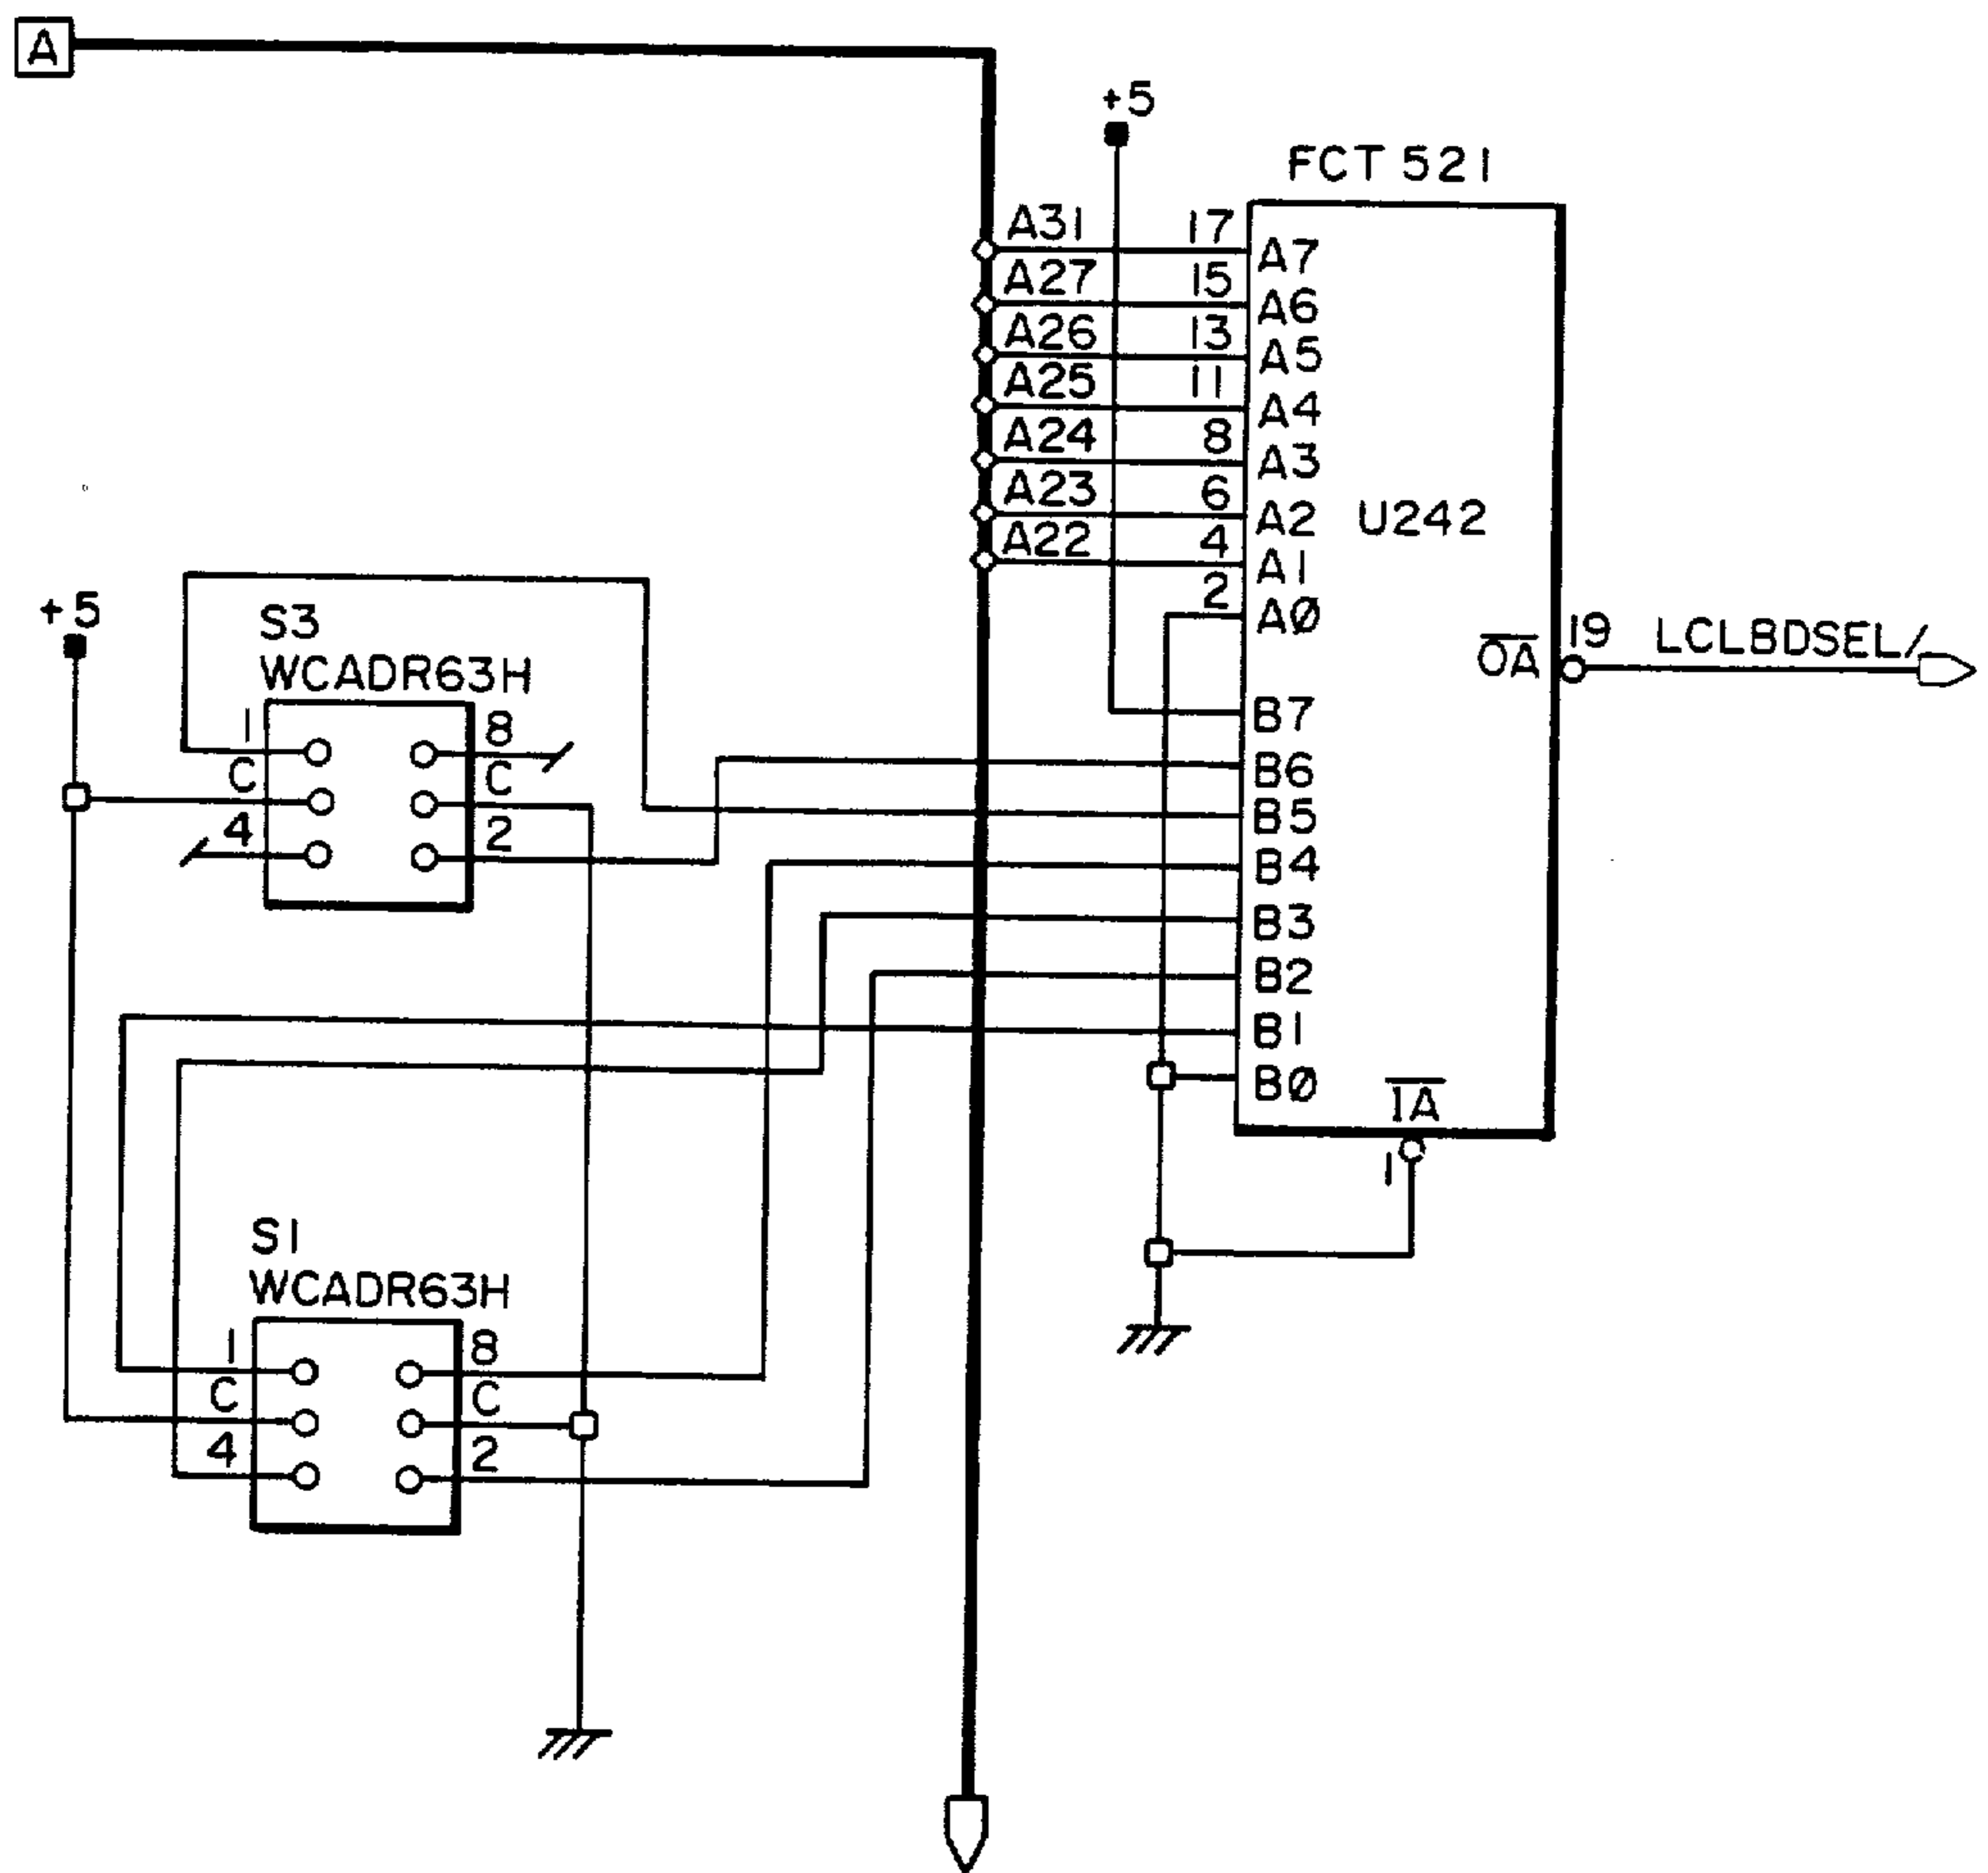 A
+5
FCT 521
A31 17 A7
A27 15 A6
A26 13 A5
A25 11 A4
A24 8 A3
A23 6 A2 U242
A22 4 A1
2 AØ
+5
S3
WCADR63H
1 8
C C
4 2
OA 19 LCLBDSEL/
B7
B6
B5
B4
B3
B2
B1
BØ
IA
1
S1
WCADR63H
1 8
C C
4 2